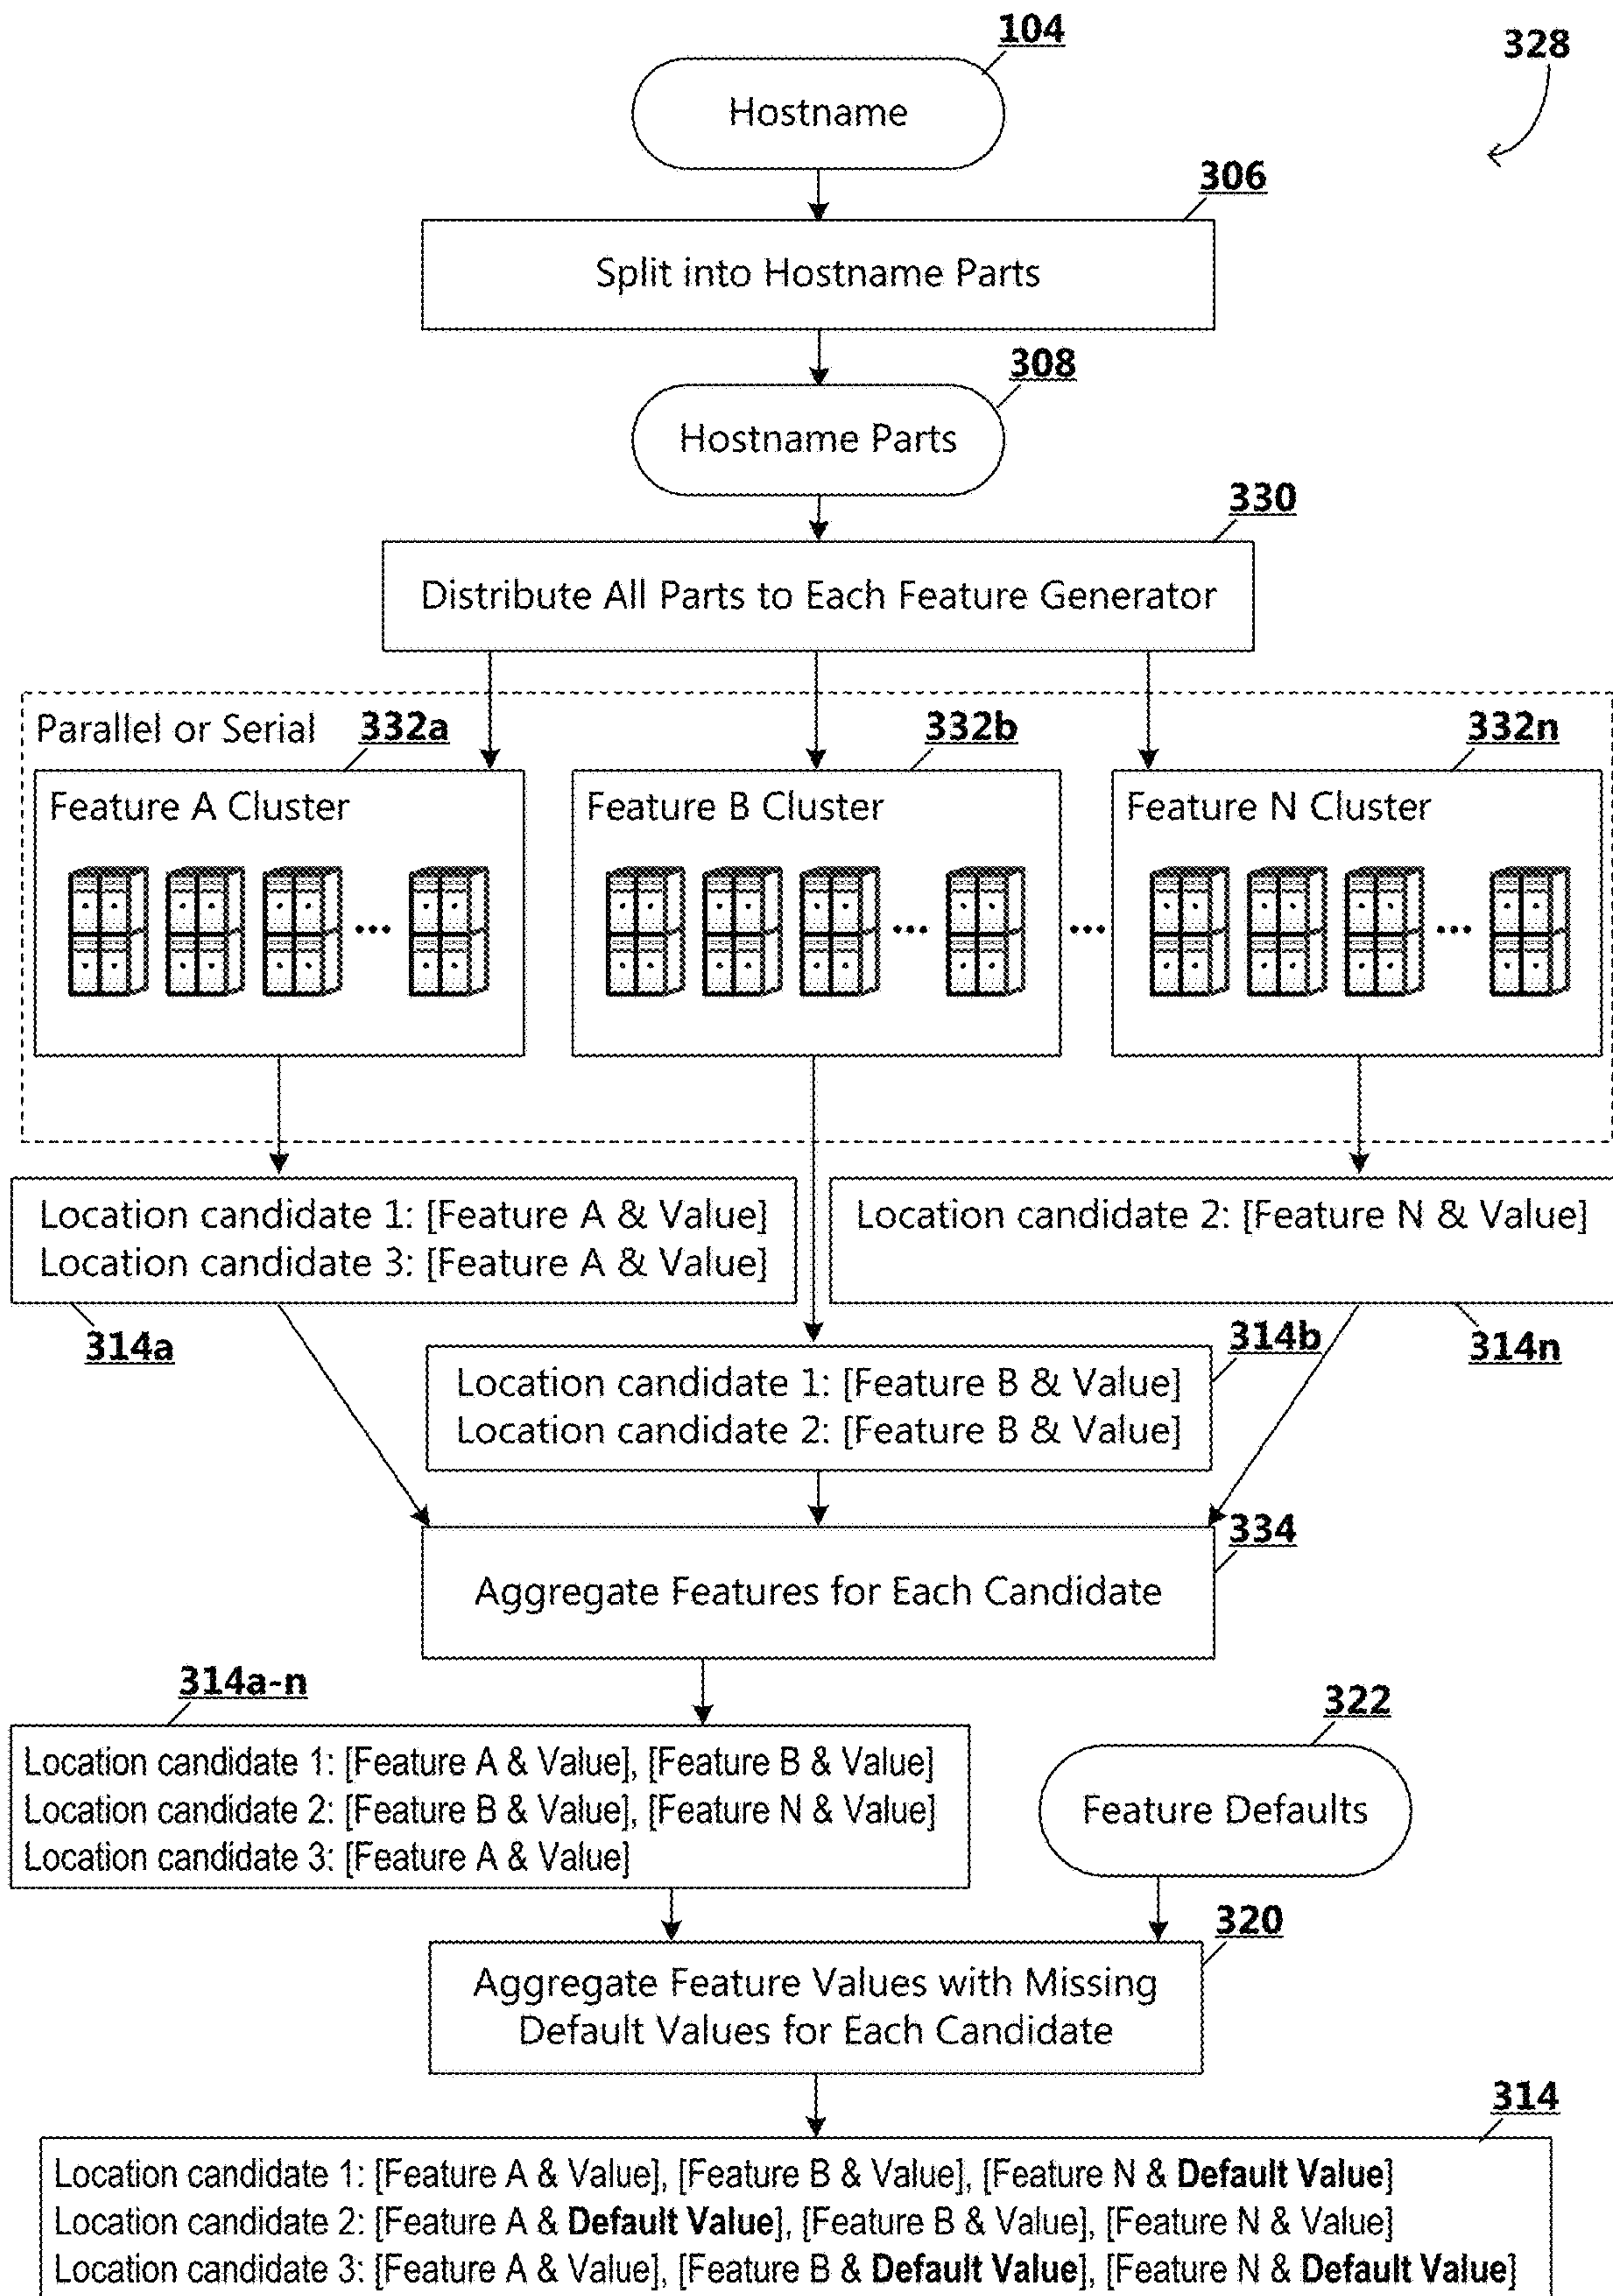 104
328
Hostname
306
Split into Hostname Parts
308
Hostname Parts
330
Distribute All Parts to Each Feature Generator
Parallel or Serial
332a
332b
332n
Feature A Cluster
Feature B Cluster
Feature N Cluster
...
...
...
...
Location candidate 1: [Feature A & Value]
Location candidate 3: [Feature A & Value]
Location candidate 2: [Feature N & Value]
314a
314b
314n
Location candidate 1: [Feature B & Value]
Location candidate 2: [Feature B & Value]
334
Aggregate Features for Each Candidate
314a-n
322
Location candidate 1: [Feature A & Value], [Feature B & Value]
Location candidate 2: [Feature B & Value], [Feature N & Value]
Location candidate 3: [Feature A & Value]
Feature Defaults
320
Aggregate Feature Values with Missing
Default Values for Each Candidate
314
Location candidate 1: [Feature A & Value], [Feature B & Value], [Feature N & Default Value]
Location candidate 2: [Feature A & Default Value], [Feature B & Value], [Feature N & Value]
Location candidate 3: [Feature A & Value], [Feature B & Default Value], [Feature N & Default Value]